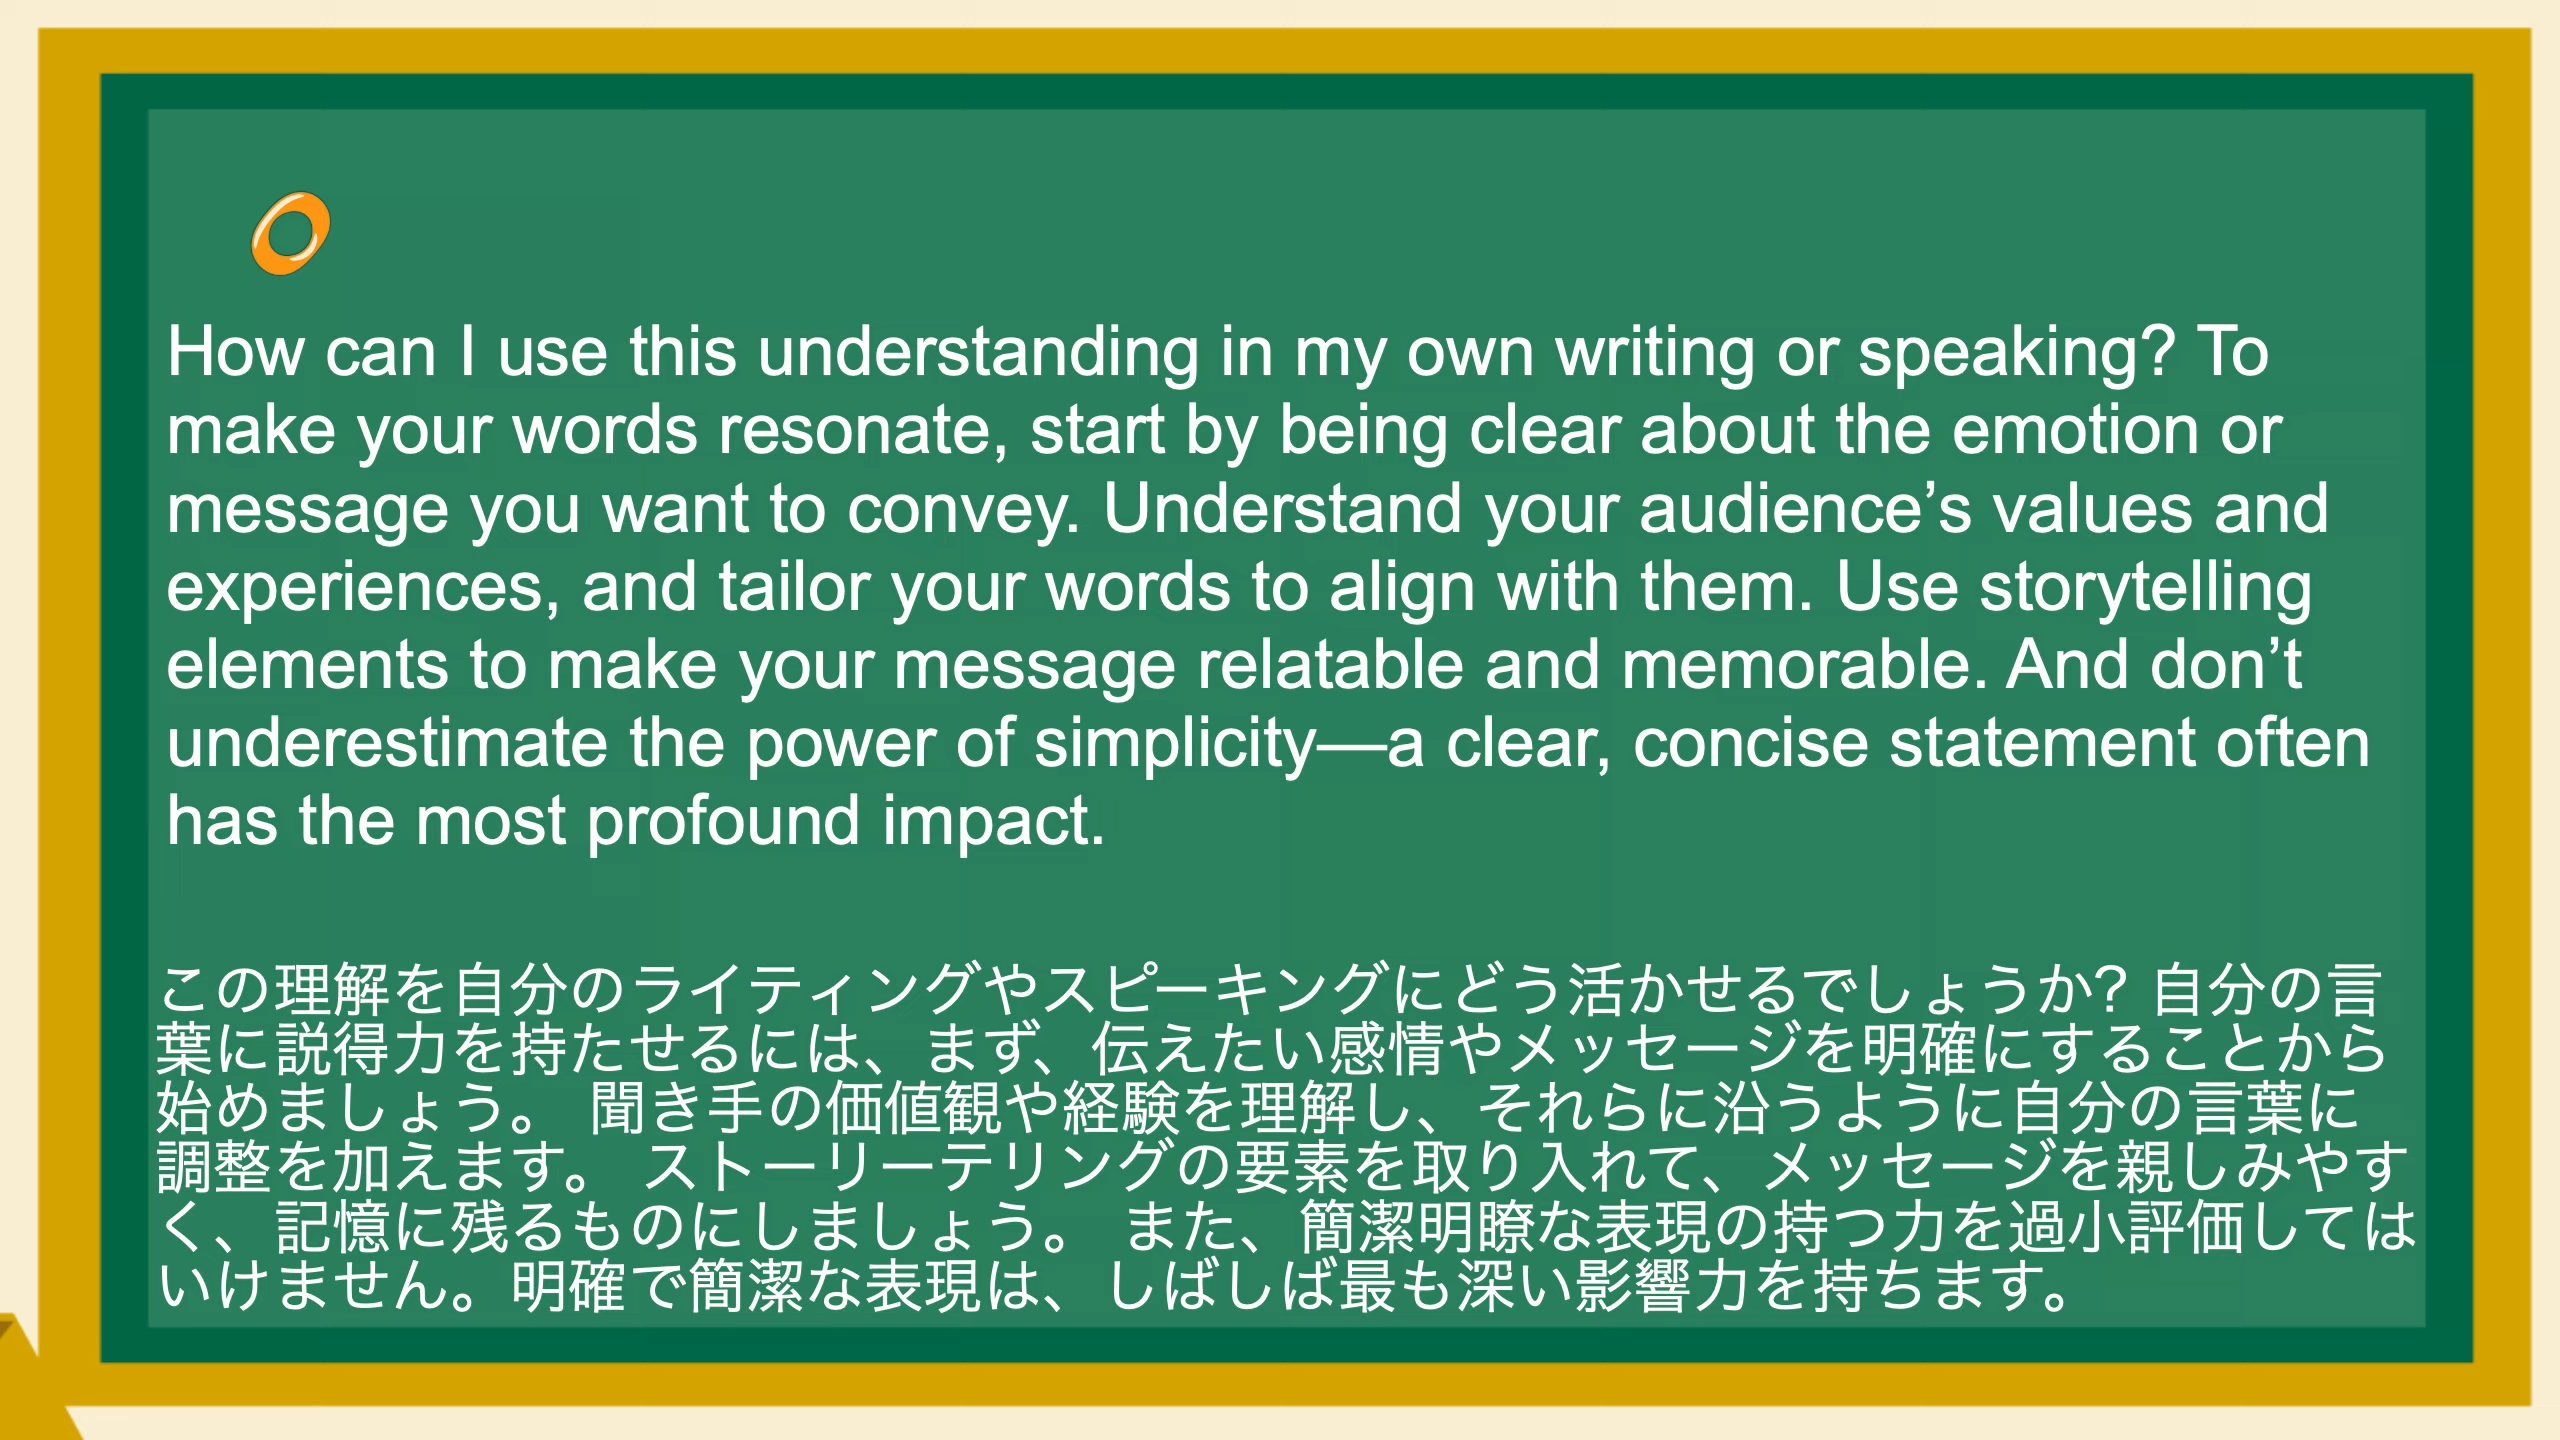 How can I use this understanding in my own writing or speaking? To
make your words resonate, start by being clear about the emotion or
message you want to convey. Understand your audience’s values and
experiences, and tailor your words to align with them. Use storytelling
elements to make your message relatable and memorable. And don’t
underestimate the power of simplicity—a clear, concise statement often
has the most profound impact.
この理解を自分のライティングやスピーキングにどう活かせるでしょうか? 自分の言
葉に説得力を持たせるには、 まず、伝えたい感情やメッセージを明確にすることから
始めましょう。 聞き手の価値観や経験を理解し、 それらに沿うように自分の言葉に
調整を加えます。 ストーリーテリングの要素を取り入れて、メッセージを親しみやす
く、記憶に残るものにしましょう。 また、 簡潔明瞭な表現の持つ力を過小評価しては
いけません。明確で簡潔な表現は、しばしば最も深い影響力を持ちます。